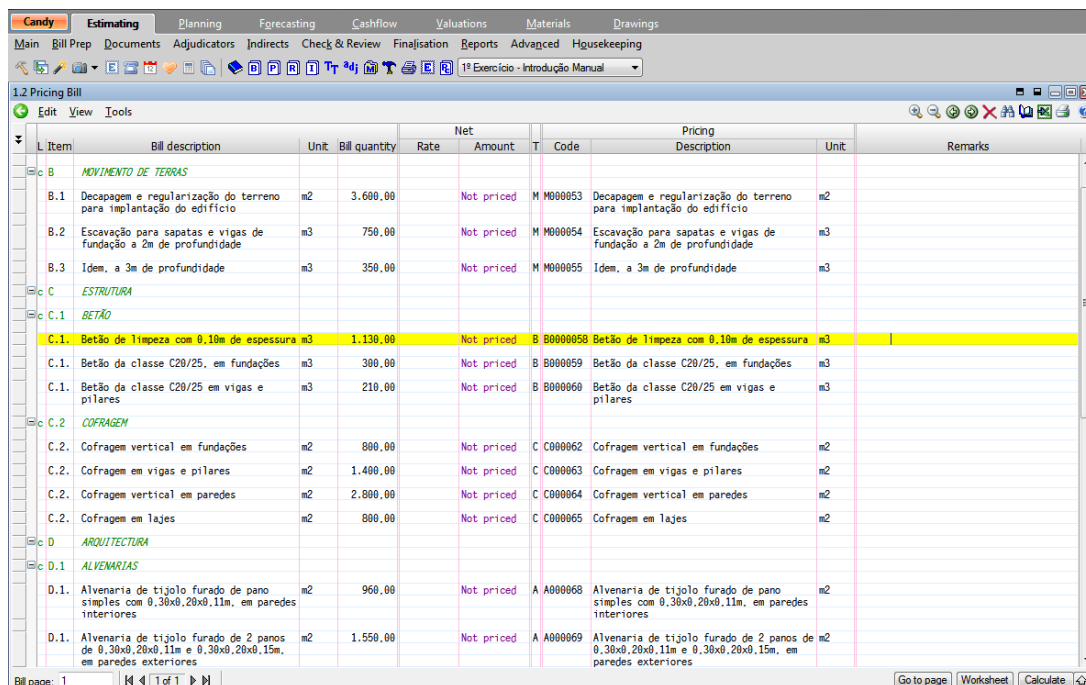 Candy Estimating Planning Forecasting Cashflow Valuations Materials Drawings
Main Bill Prep Documents Adjudicators Indirects Check & Review Finalisation Reports Advanced Housekeeping
E B P R I TT adj E 1º Exercício - Introdução Manual
1.2 Pricing Bill
Edit View Tools
Net Pricing
L Item Bill description Unit Bill quantity Rate Amount T Code Description Unit Remarks
c B MOVIMENTO DE TERRAS
B.1 Decapagem e regularização do terreno m2 3.600,00 Not priced M M000053 Decapagem e regularização do terreno m2
para implantação do edifício para implantação do edifício
B.2 Escavação para sapatas e vigas de m3 750,00 Not priced M M000054 Escavação para sapatas e vigas de m3
fundação a 2m de profundidade fundação a 2m de profundidade
B.3 Idem, a 3m de profundidade m3 350,00 Not priced M M000055 Idem, a 3m de profundidade m3
c C ESTRUTURA
c C.1 BETÃO
C.1. Betão de limpeza com 0,10m de espessura m3 1.130,00 Not priced B B0000058 Betão de limpeza com 0,10m de espessura m3
C.1. Betão da classe C20/25, em fundações m3 300,00 Not priced B B000059 Betão da classe C20/25, em fundações m3
C.1. Betão da classe C20/25 em vigas e m3 210,00 Not priced B B000060 Betão da classe C20/25 em vigas e m3
pilares pilares
c C.2 COFRAGEM
C.2. Cofragem vertical em fundações m2 800,00 Not priced C C000062 Cofragem vertical em fundações m2
C.2. Cofragem em vigas e pilares m2 1.400,00 Not priced C C000063 Cofragem em vigas e pilares m2
C.2. Cofragem vertical em paredes m2 2.800,00 Not priced C C000064 Cofragem vertical em paredes m2
C.2. Cofragem em lajes m2 800,00 Not priced C C000065 Cofragem em lajes m2
c D ARQUITECTURA
c D.1 ALVENARIAS
D.1. Alvenaria de tijolo furado de pano m2 960,00 Not priced A A000068 Alvenaria de tijolo furado de pano m2
simples com 0,30x0,20x0,11m, em paredes simples com 0,30x0,20x0,11m, em paredes
interiores interiores
D.1. Alvenaria de tijolo furado de 2 panos m2 1.550,00 Not priced A A000069 Alvenaria de tijolo furado de 2 panos de m2
de 0,30x0,20x0,11m e 0,30x0,20x0,15m, 0,30x0,20x0,11m e 0,30x0,20x0,15m, em
em paredes exteriores paredes exteriores
Bill page: 1 1 of 1 Go to page Worksheet Calculate